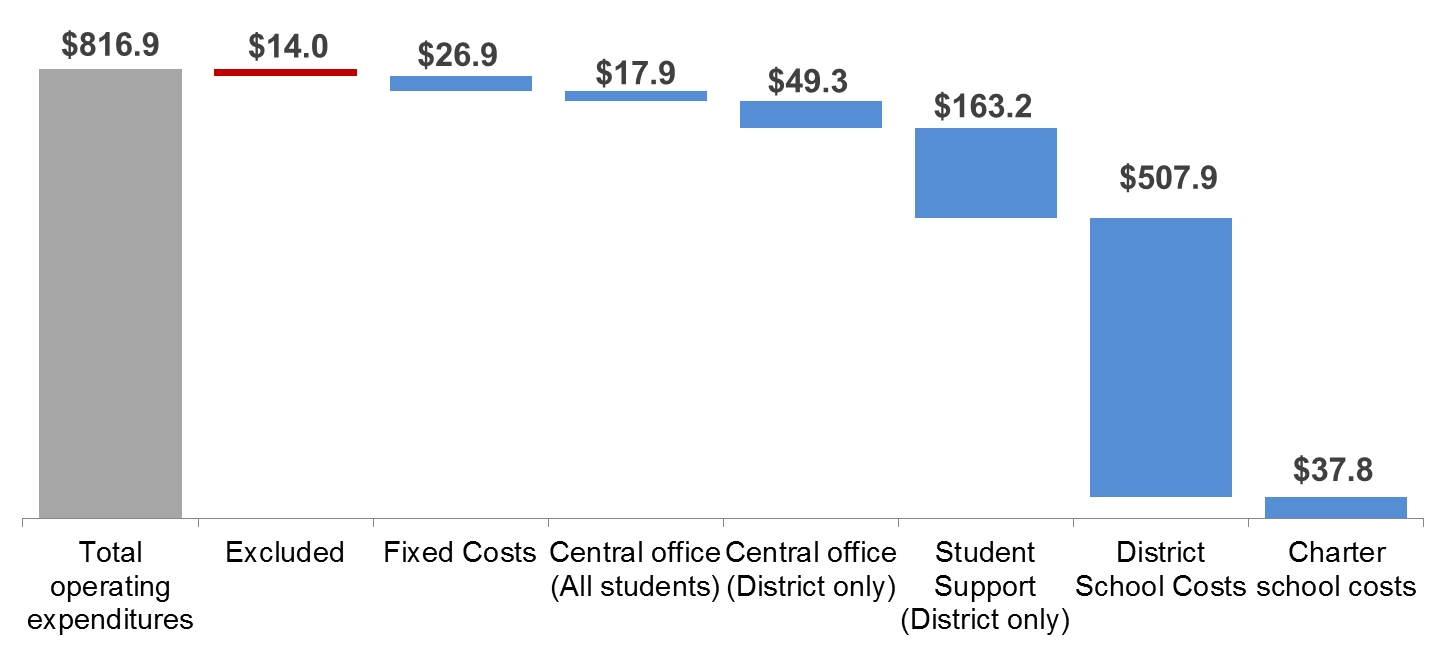 $816.9
$14.0
$26.9
$17.9
$49.3
$163.2
$507.9
$37.8
Total
operating
expenditures
Excluded
Fixed Costs
Central office
(All students)
Central office
(District only)
Student
Support
(District only)
District
School Costs
Charter
school costs